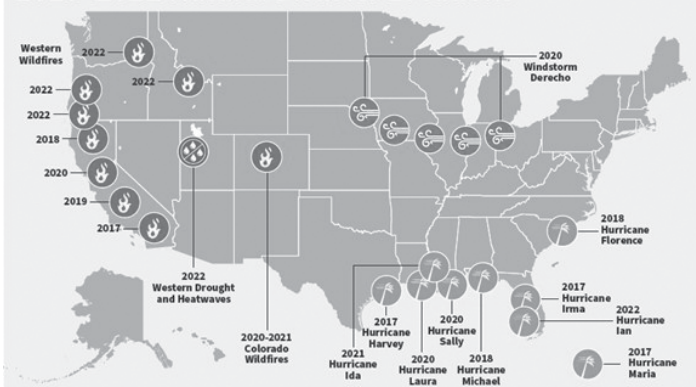 Western
Wildfires
2022
2022
2022
2022
2018
2020
2019
2017
2020
Windstorm
Derecho
2018
Hurricane
Florence
2022
Western Drought
and Heatwaves
2020-2021
Colorado
Wildfires
2021
Hurricane
Ida
2017
Hurricane
Harvey
2020
Hurricane
Laura
2020
Hurricane
Sally
2018
Hurricane
Michael
2017
Hurricane
Irma
2022
Hurricane
Ian
2017
Hurricane
Maria